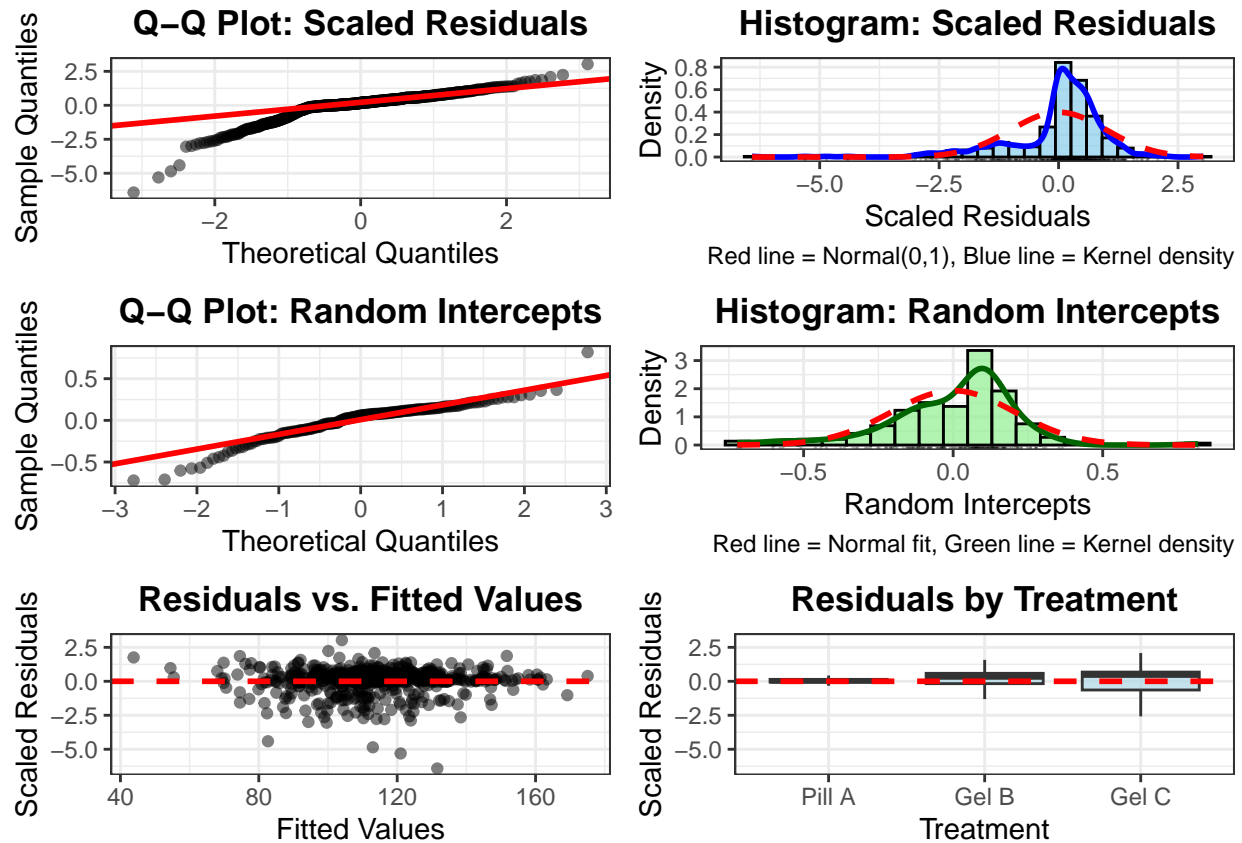 Q−Q Plot: Scaled Residuals
Sample Quantiles
2.5
0.0
−2.5
−5.0
−2
0
2
Theoretical Quantiles
Histogram: Scaled Residuals
Density
0.8
0.6
0.4
0.2
0.0
−5.0
−2.5
0.0
2.5
Scaled Residuals
Red line = Normal(0,1), Blue line = Kernel density
Q−Q Plot: Random Intercepts
Sample Quantiles
0.5
0.0
−0.5
−3
−2
−1
0
1
2
3
Theoretical Quantiles
Histogram: Random Intercepts
Density
3
2
1
0
−0.5
0.0
0.5
Random Intercepts
Red line = Normal fit, Green line = Kernel density
Residuals vs. Fitted Values
Scaled Residuals
2.5
0.0
−2.5
−5.0
40
80
120
160
Fitted Values
Residuals by Treatment
Scaled Residuals
2.5
0.0
−2.5
−5.0
Pill A
Gel B
Gel C
Treatment